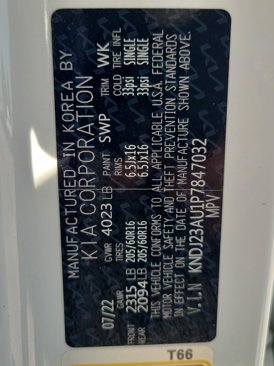 MANUFACTURED IN KOREA BY
KIA CORPORATION
07/22 GVWR 4023 LB PAINT SWP TRIM WK
GAWR TIRES RIMS COLD TIRE INFL
FRONT 2315 LB 205/60R16 6.5JX16 33psi SINGLE
REAR 2094 LB 205/60R16 6.5JX16 33psi SINGLE
THIS VEHICLE CONFORMS TO ALL APPLICABLE U.S.A. FEDERAL
MOTOR VEHICLE SAFETY AND THEFT PREVENTION STANDARDS
IN EFFECT ON THE DATE OF MANUFACTURE SHOWN ABOVE.
V.I.N KNDJ23AU1P7847032
MPV
T66